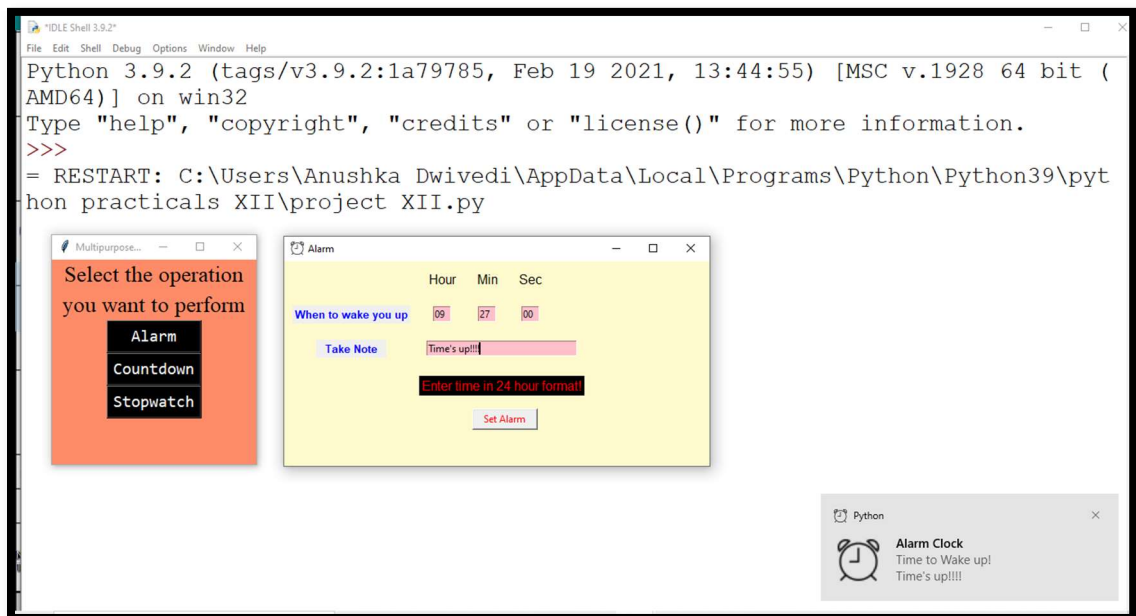 *IDLE Shell 3.9.2*
File Edit Shell Debug Options Window Help
Python 3.9.2 (tags/v3.9.2:1a79785, Feb 19 2021, 13:44:55) [MSC v.1928 64 bit (
AMD64)] on win32
Type "help", "copyright", "credits" or "license()" for more information.
>>>
= RESTART: C:\Users\Anushka Dwivedi\AppData\Local\Programs\Python\Python39\pyt
hon practicals XII\project XII.py
Multipurpose...
Select the operation
you want to perform
Alarm
Countdown
Stopwatch
Alarm
Hour Min Sec
When to wake you up 09 27 00
Take Note Time's up!!!!
Enter time in 24 hour format!
Set Alarm
Python
Alarm Clock
Time to Wake up!
Time's up!!!!